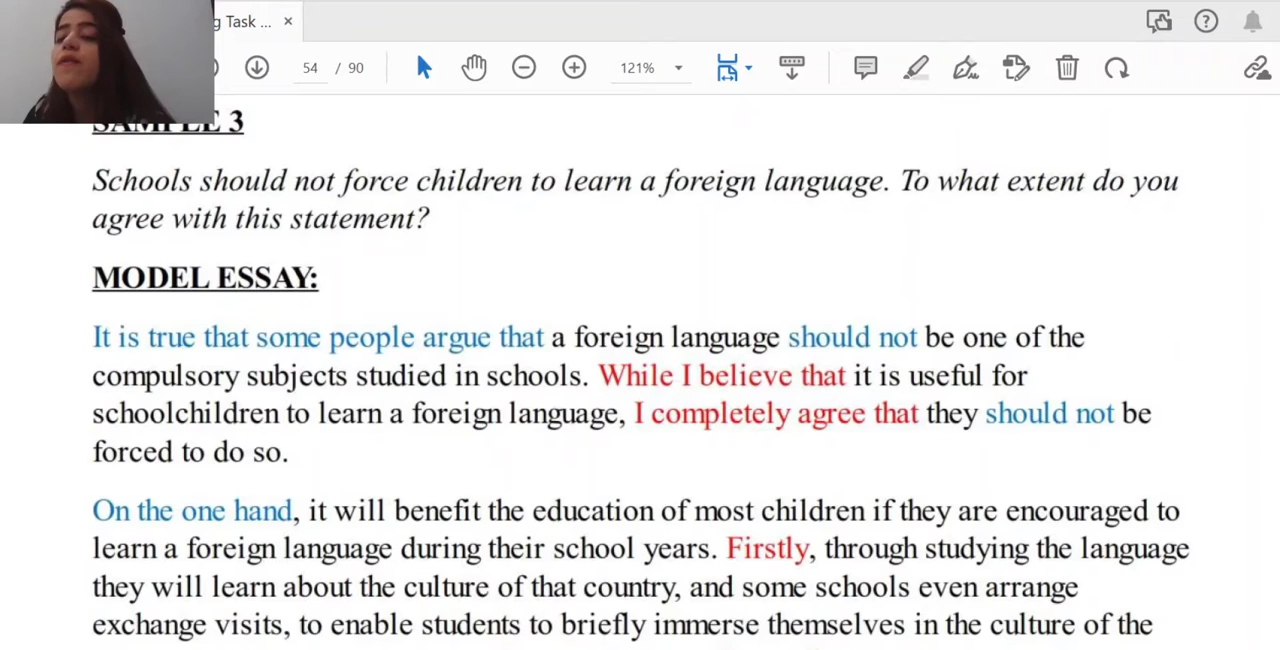 g Task ...
54 / 90
121%
SAMPLE 3
Schools should not force children to learn a foreign language. To what extent do you
agree with this statement?
MODEL ESSAY:
It is true that some people argue that a foreign language should not be one of the
compulsory subjects studied in schools. While I believe that it is useful for
schoolchildren to learn a foreign language, I completely agree that they should not be
forced to do so.
On the one hand, it will benefit the education of most children if they are encouraged to
learn a foreign language during their school years. Firstly, through studying the language
they will learn about the culture of that country, and some schools even arrange
exchange visits, to enable students to briefly immerse themselves in the culture of the